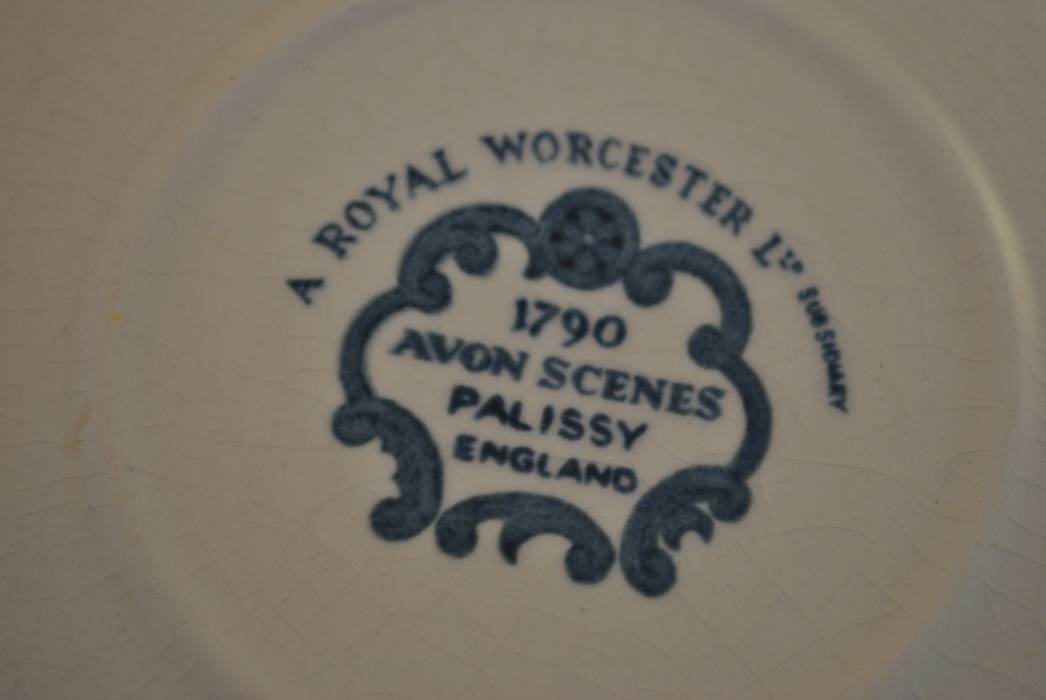 A ROYAL WORCESTER LTD SUBSIDIARY
1790
AVON SCENES
PALISSY
ENGLAND